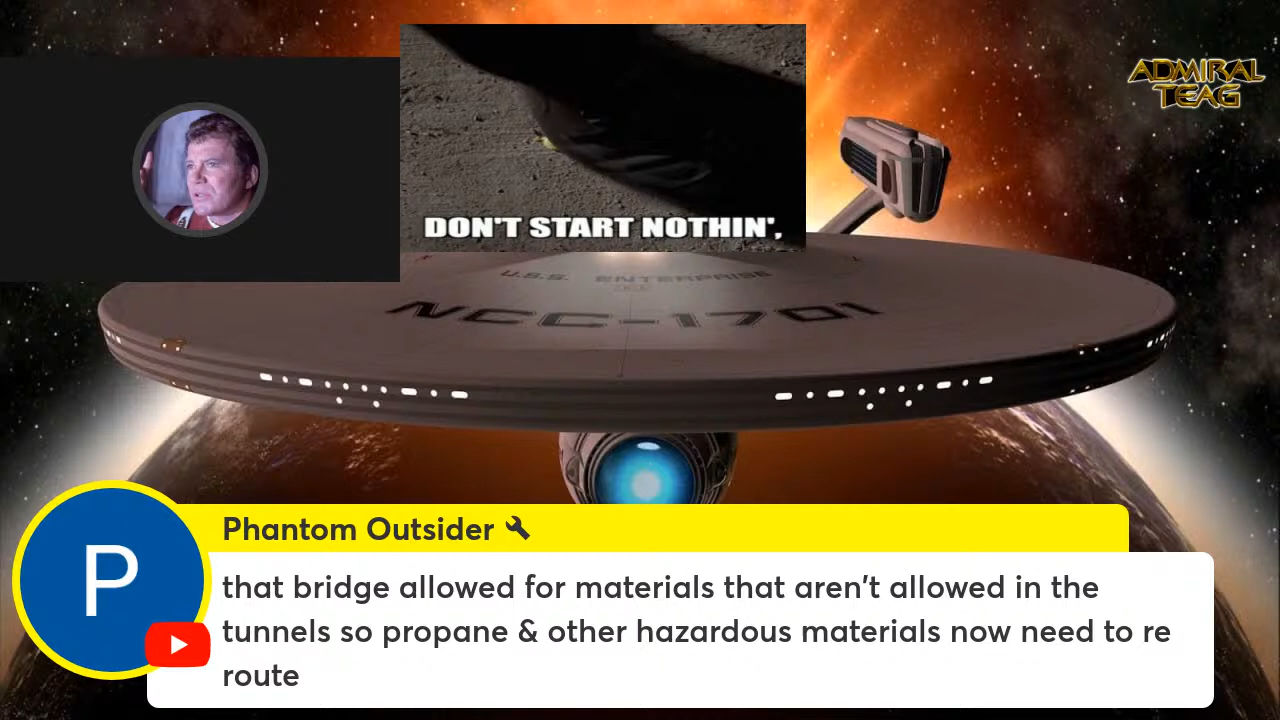 ADMIRAL
TEAG
DON'T START NOTHIN',
U.S.S. ENTERPRISE
NCC-1701
P
Phantom Outsider
that bridge allowed for materials that aren't allowed in the
tunnels so propane & other hazardous materials now need to re
route